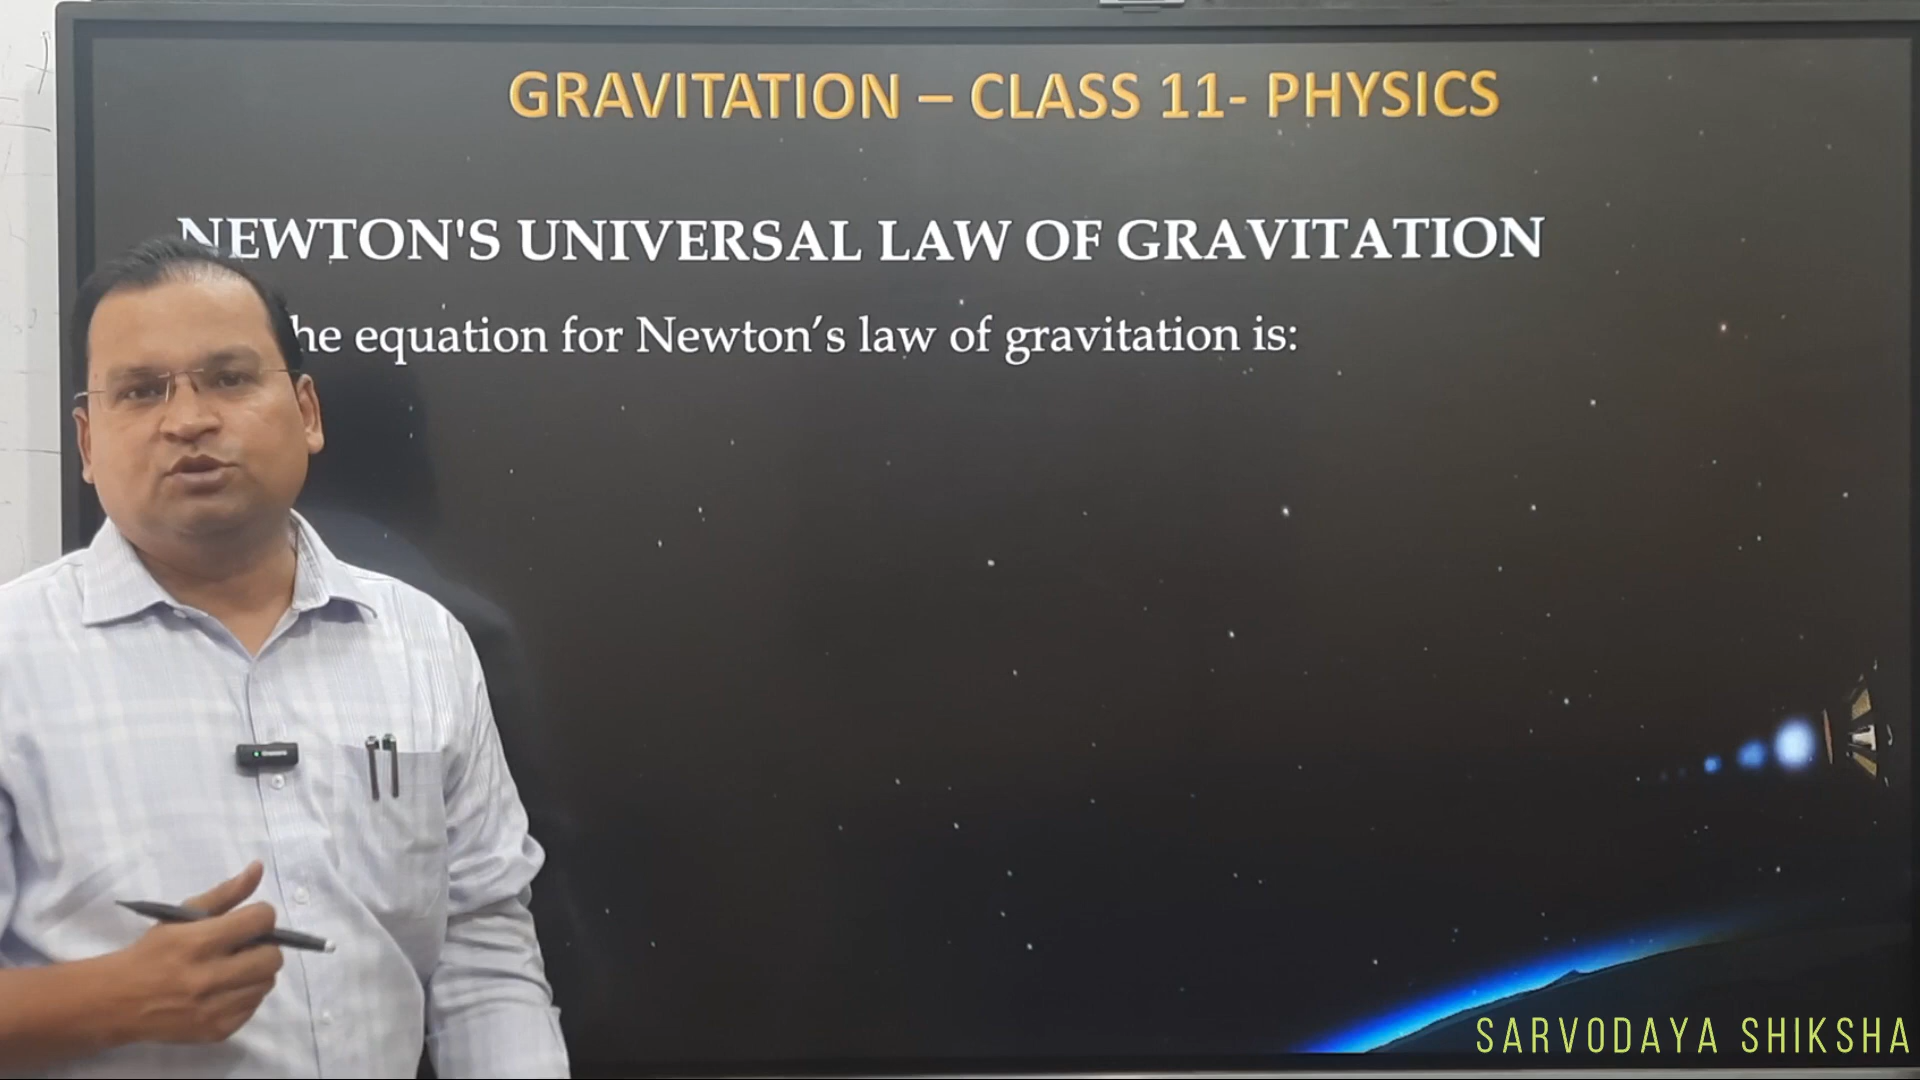 GRAVITATION – CLASS 11- PHYSICS
NEWTON'S UNIVERSAL LAW OF GRAVITATION
he equation for Newton’s law of gravitation is:
SARVODAYA SHIKSHA